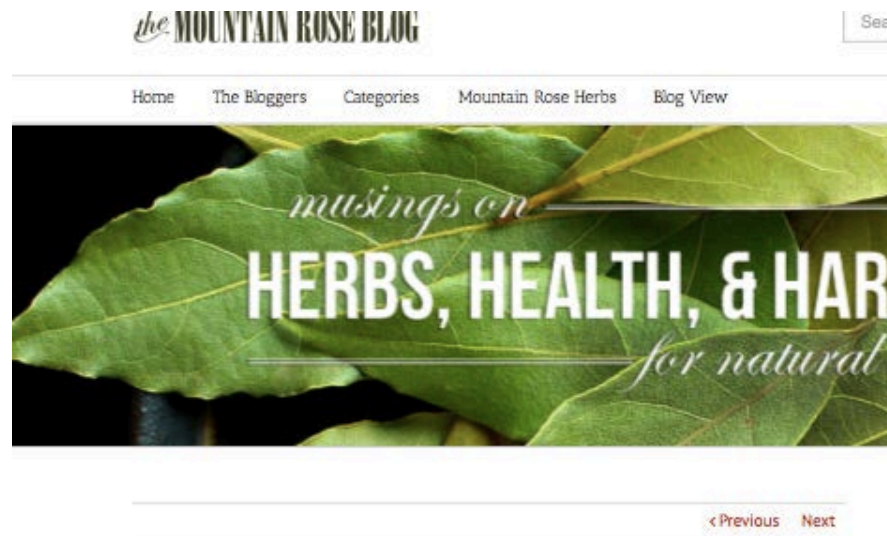 the MOUNTAIN ROSE BLOG
Sea
Home The Bloggers Categories Mountain Rose Herbs Blog View
musings on
HERBS, HEALTH, & HAR
for natural
‹ Previous Next